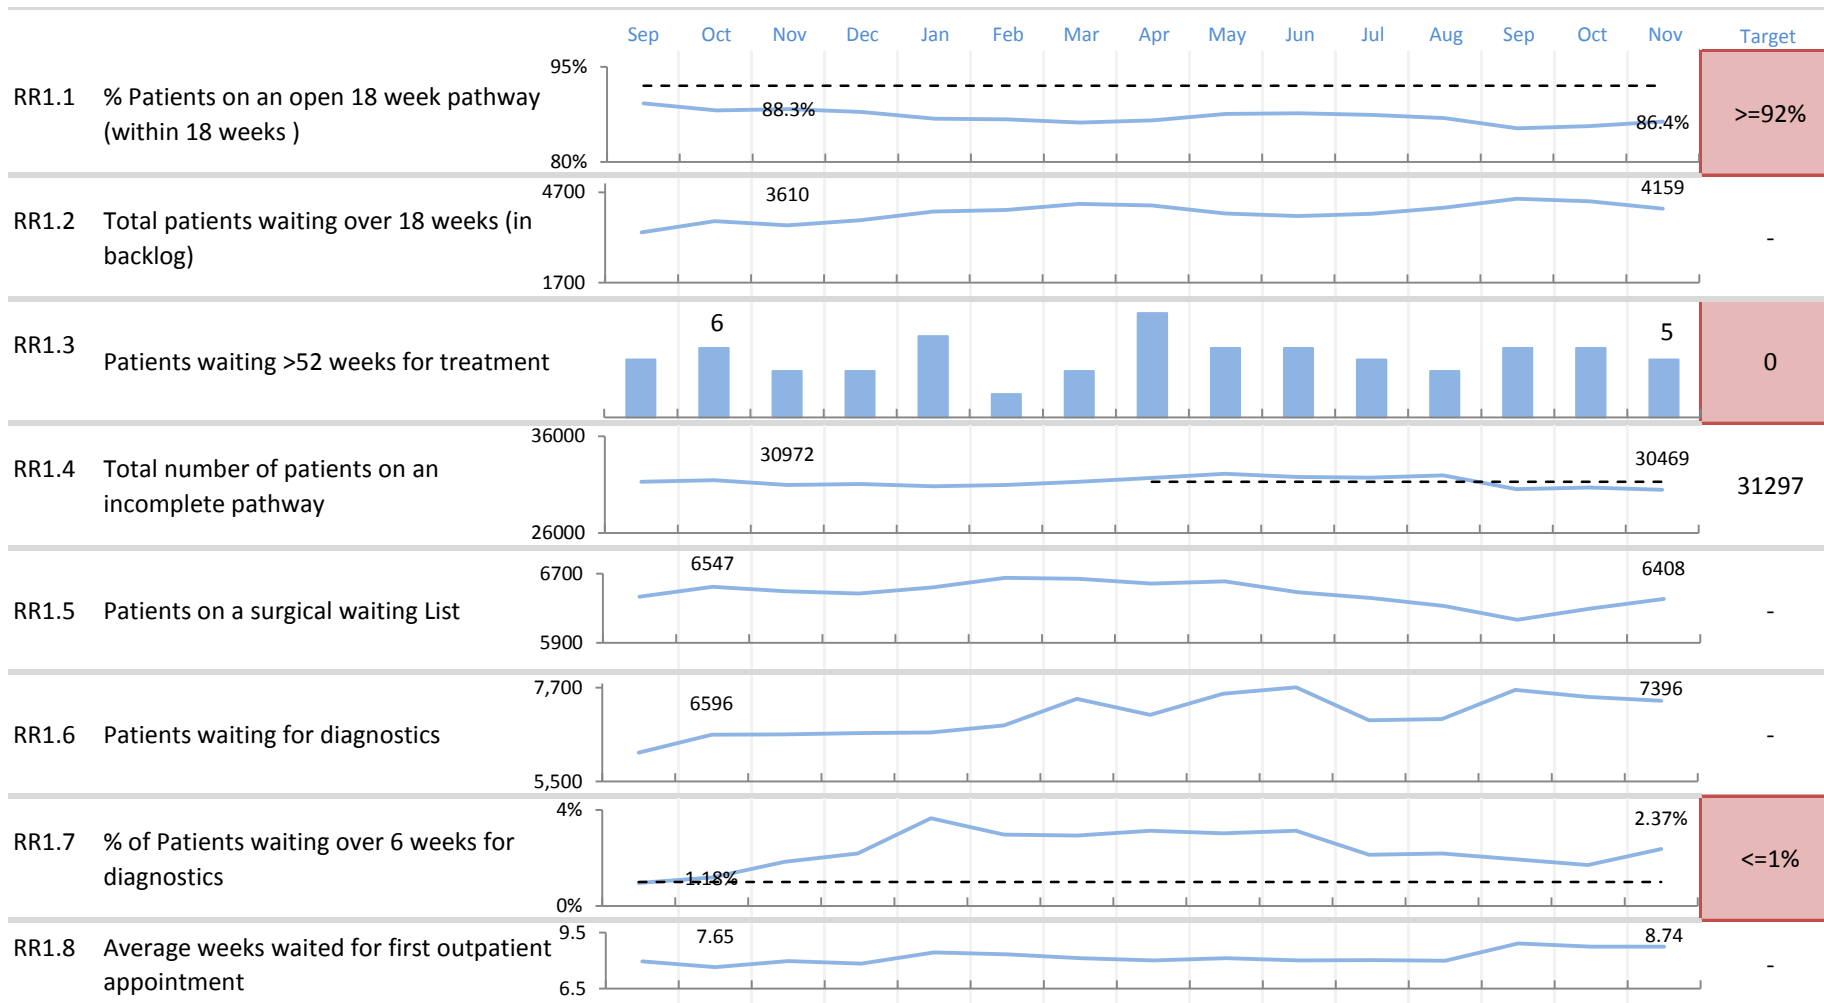 Sep Oct Nov Dec Jan Feb Mar Apr May Jun Jul Aug Sep Oct Nov Target
95%
RR1.1 % Patients on an open 18 week pathway
(within 18 weeks )
88.3%
86.4%
>=92%
80%
4700
3610
4159
RR1.2 Total patients waiting over 18 weeks (in
backlog)
-
1700
RR1.3
Patients waiting >52 weeks for treatment
6
5
0
36000
30972
30469
RR1.4 Total number of patients on an
incomplete pathway
31297
26000
6547
6700
6408
RR1.5 Patients on a surgical waiting List
-
5900
7,700
6596
7396
RR1.6 Patients waiting for diagnostics
-
5,500
4%
2.37%
RR1.7 % of Patients waiting over 6 weeks for
diagnostics
1.18%
<=1%
0%
9.5
7.65
8.74
RR1.8 Average weeks waited for first outpatient
appointment
-
6.5